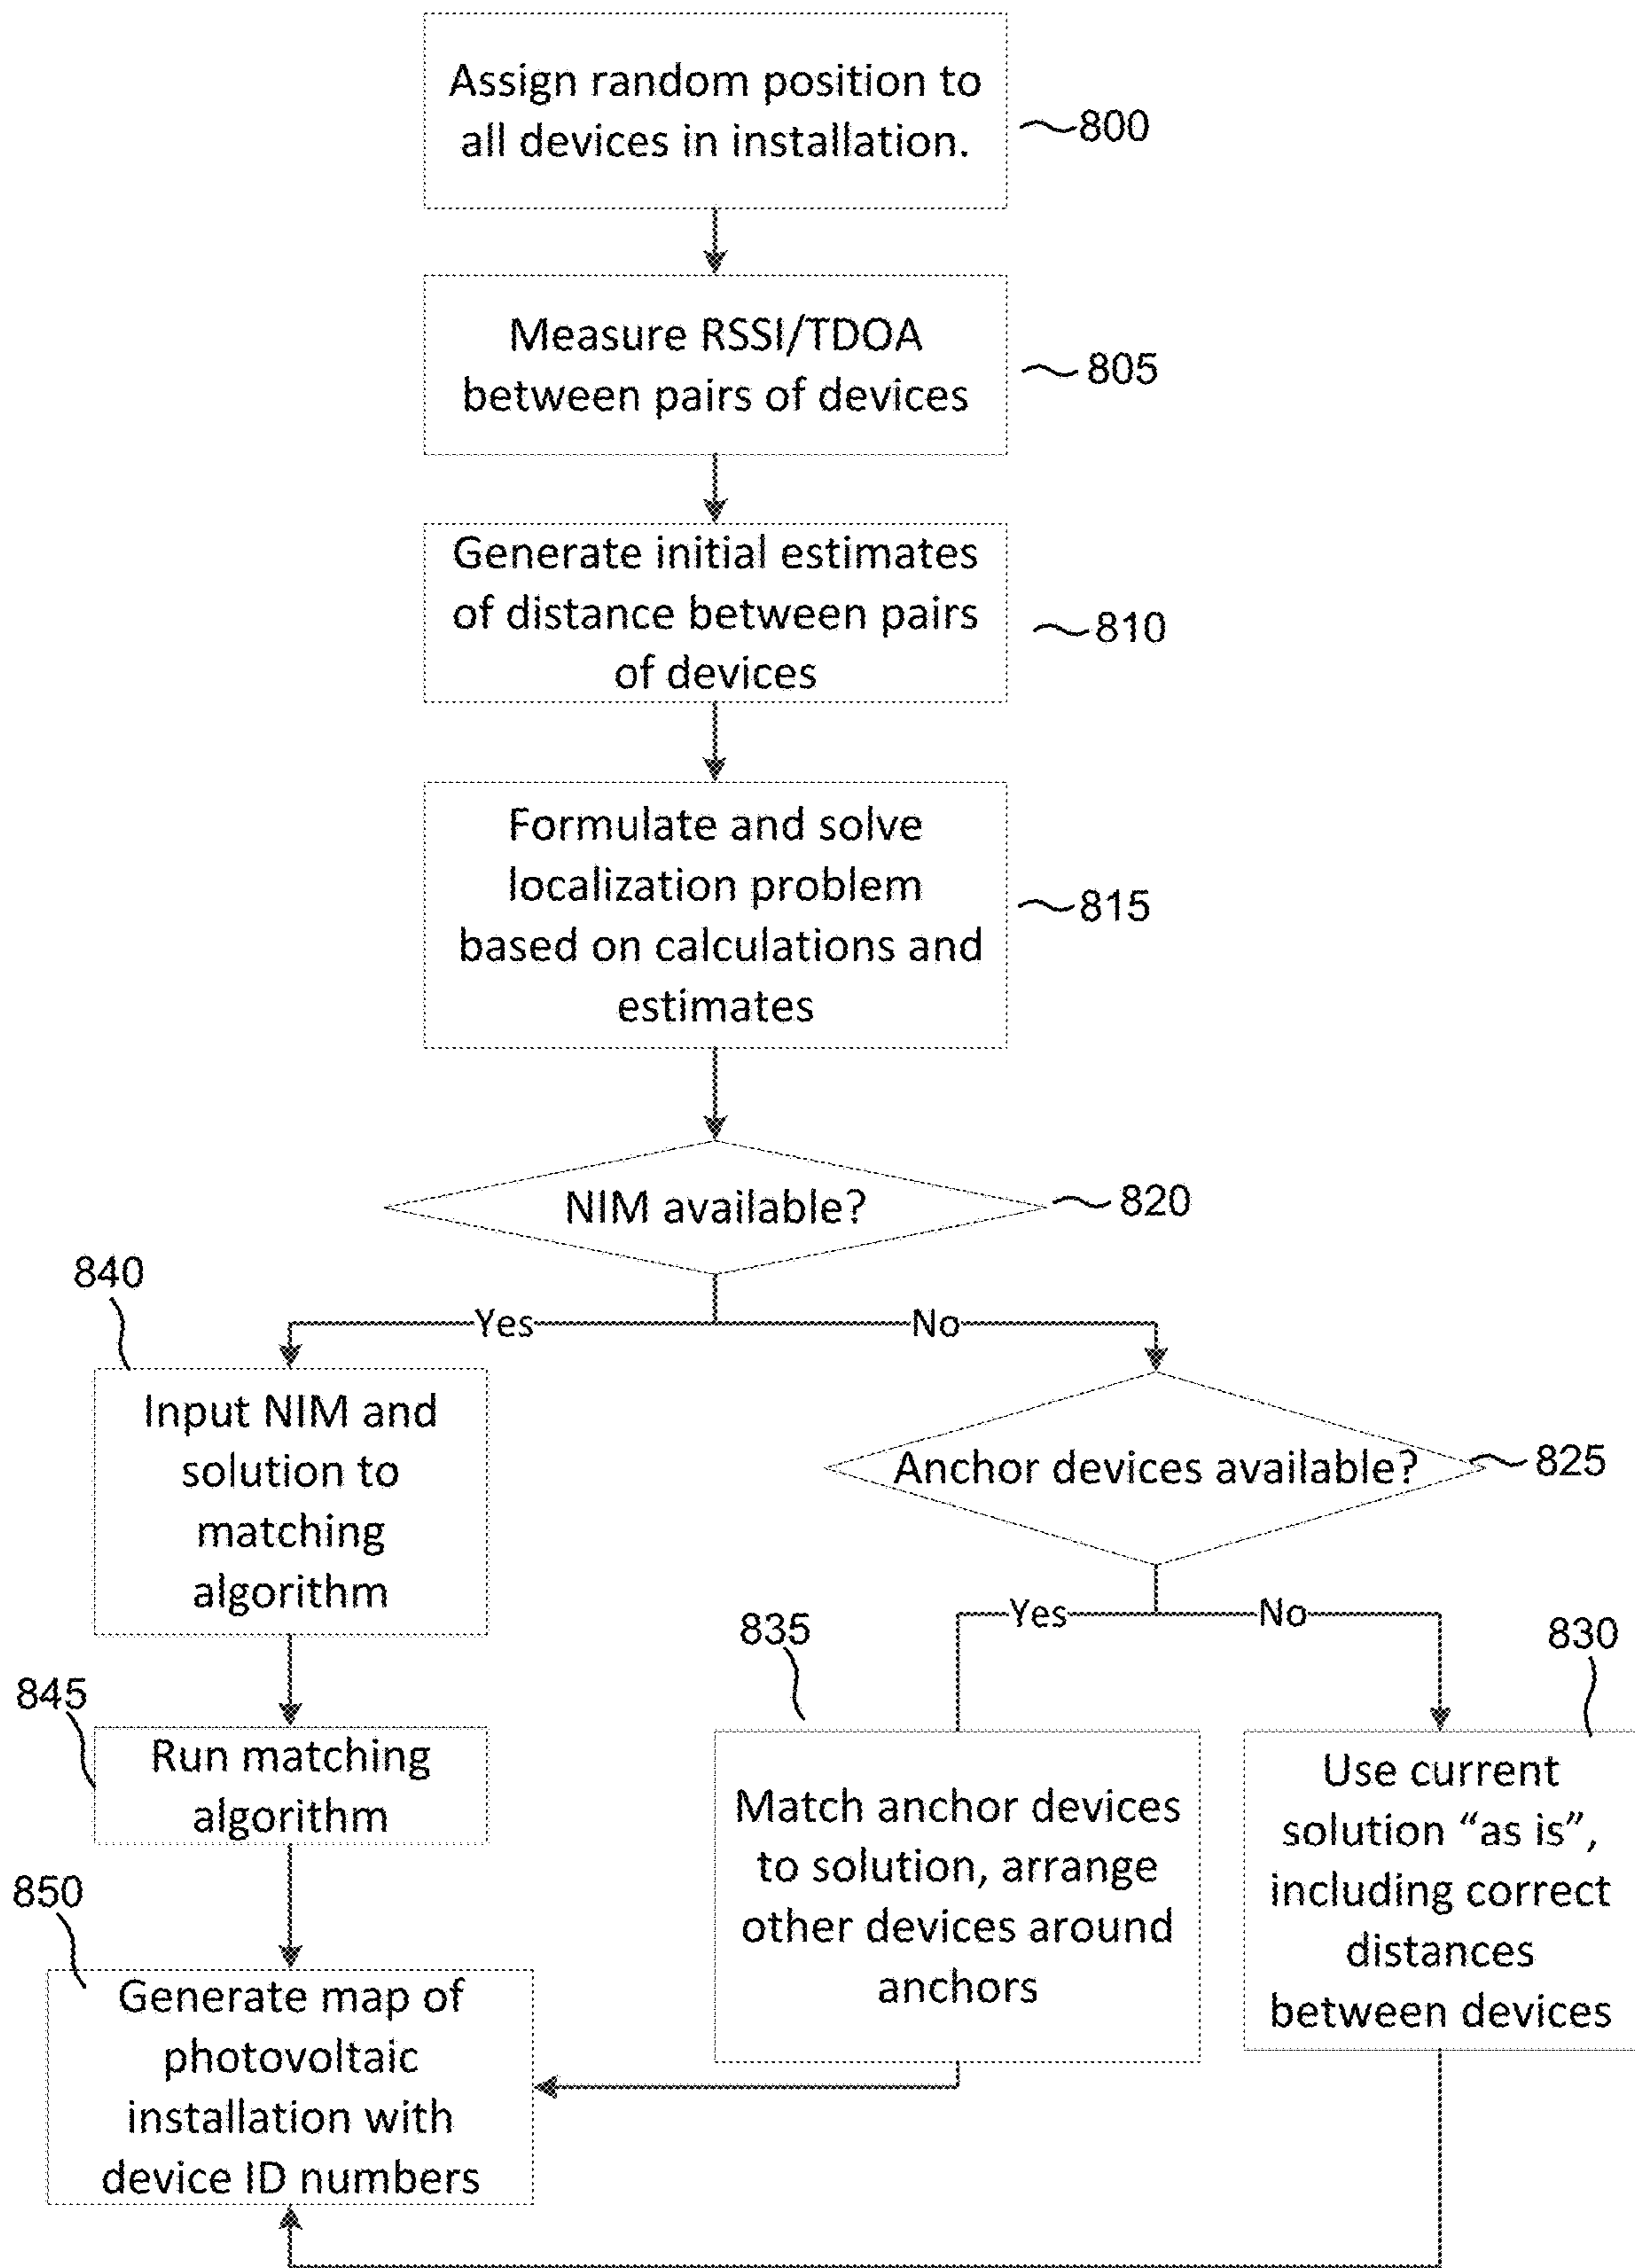 Assign random position to
all devices in installation.
800
Measure RSSI/TDOA
between pairs of devices
805
Generate initial estimates
of distance between pairs
of devices
810
Formulate and solve
localization problem
based on calculations and
estimates
815
NIM available?
820
840
Yes
No
Input NIM and
solution to
matching
algorithm
Anchor devices available?
825
Yes
No
835
830
845
Run matching
algorithm
Match anchor devices
to solution, arrange
other devices around
anchors
Use current
solution “as is”,
including correct
distances
between devices
850
Generate map of
photovoltaic
installation with
device ID numbers